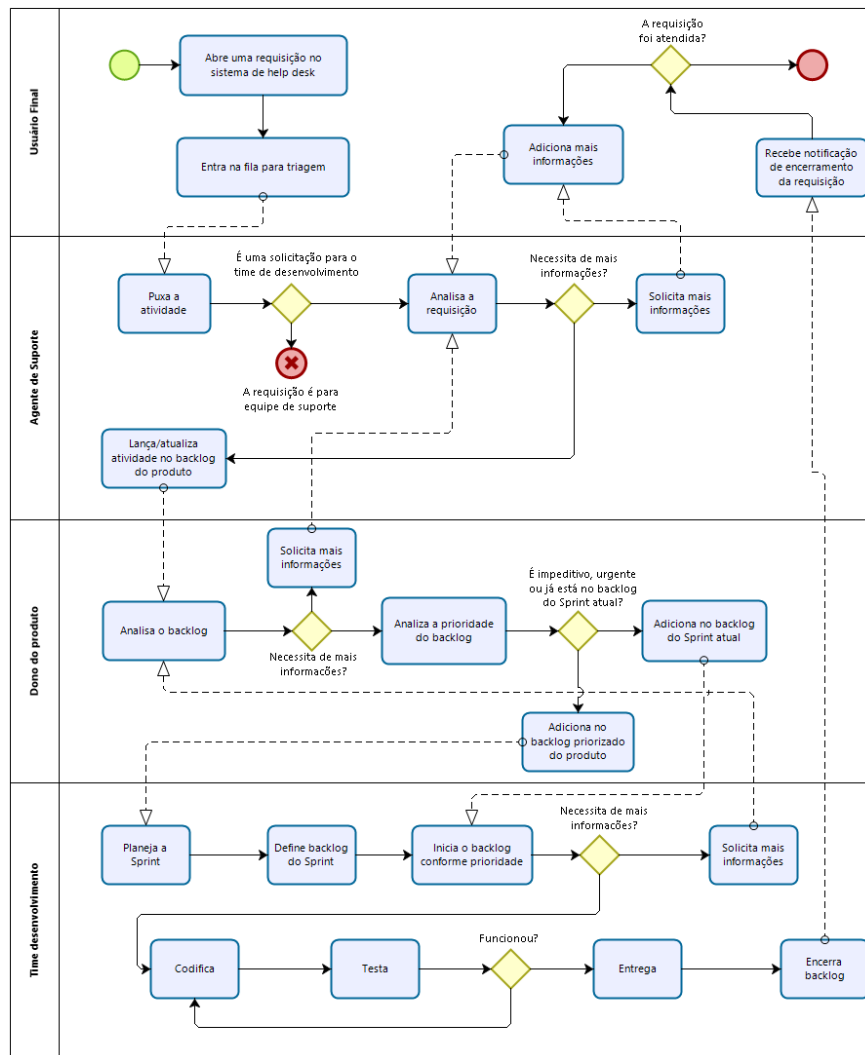 Usuário Final
Abre uma requisição no
sistema de help desk
Entra na fila para triagem
A requisição
foi atendida?
Adiciona mais
informações
Recebe notificação
de encerramento
da requisição
Agente de Suporte
Puxa a
atividade
É uma solicitação para o
time de desenvolvimento
A requisição é para
equipe de suporte
Analisa a
requisição
Necessita de mais
informações?
Solicita mais
informações
Lança/atualiza
atividade no backlog
do produto
Dono do produto
Analisa o backlog
Solicita mais
informações
Necessita de mais
informacões?
Analiza a prioridade
do backlog
É impeditivo, urgente
ou já está no backlog
do Sprint atual?
Adiciona no backlog
do Sprint atual
Adiciona no
backlog priorizado
do produto
Time desenvolvimento
Planeja a
Sprint
Define backlog
do Sprint
Inicia o backlog
conforme prioridade
Necessita de mais
informacões?
Solicita mais
informações
Codifica
Testa
Funcionou?
Entrega
Encerra
backlog